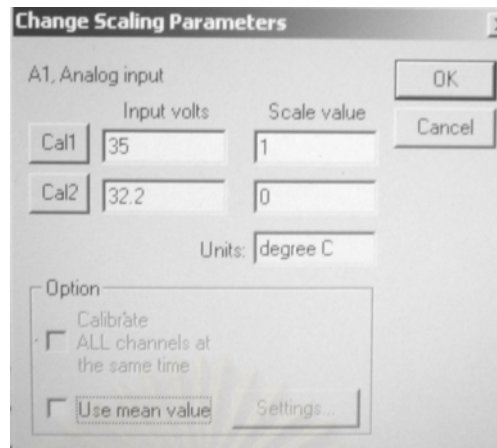 Change Scaling Parameters
A1, Analog input
OK
Input volts Scale value
Cancel
Cal1 35 1
Cal2 32.2 0
Units: degree C
Option
Calibrate
ALL channels at
the same time
Use mean value Settings...